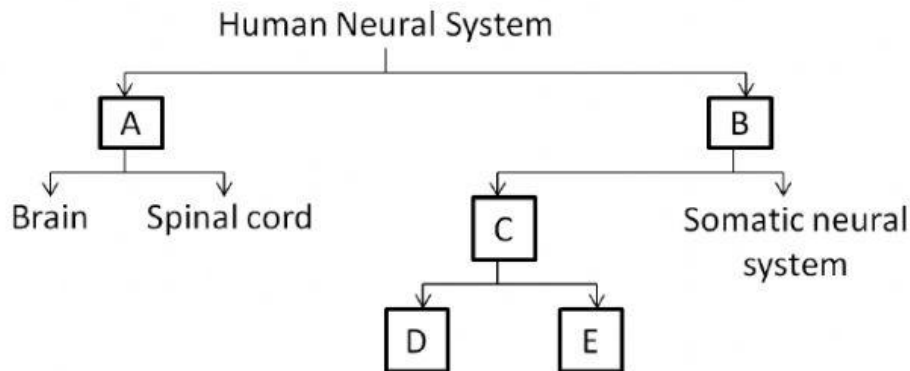 Human Neural System
A
B
Brain
Spinal cord
C
Somatic neural
system
D
E